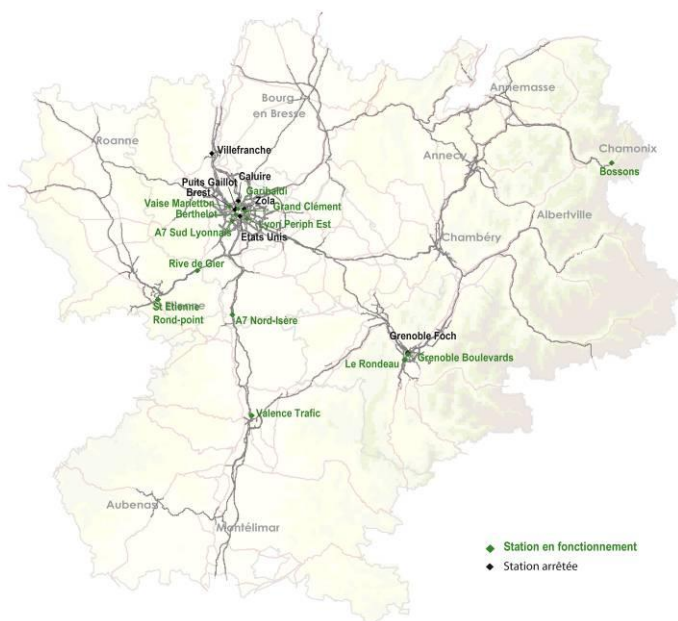 Annemasse
Bourg
en Bresse
Roanne
Villefranche
Chamonix
Annecy
Bossons
Puits Gaillot
Caluire
Brest
Garibaldi
Zola
Vaise Mapetton
Grand Clément
Berthelot
Lyon Periph Est
Albertville
A7 Sud Lyonnais
Etats Unis
Chambéry
Rive de Gier
St Etienne
Rond-point
A7 Nord-Isère
Grenoble Foch
Le Rondeau
Grenoble Boulevards
Valence Trafic
Aubenas
Montélimar
Station en fonctionnement
Station arrêtée